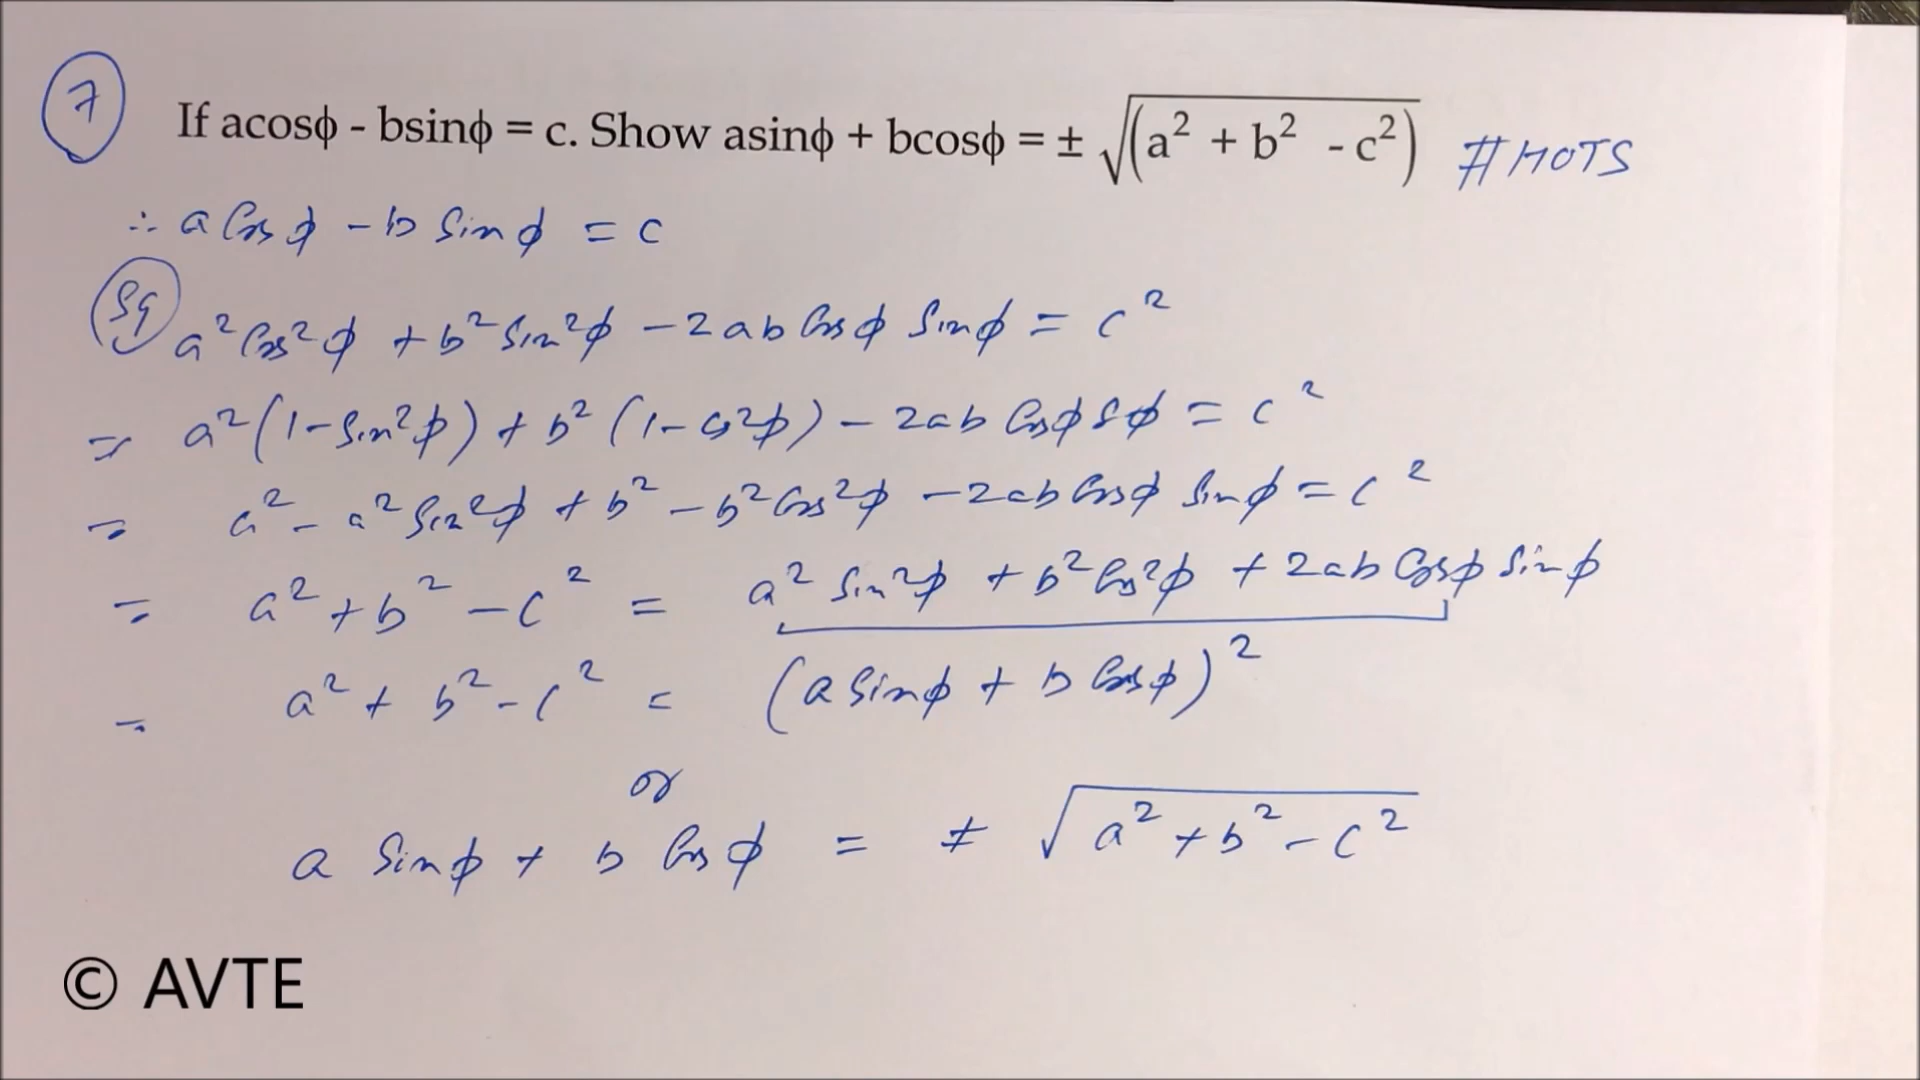 7 If acosϕ - bsinϕ = c. Show asinϕ + bcosϕ = ± √(a² + b² - c²) #HOTS
∴ a Cos ϕ - b Sin ϕ = c
Sq a² Cos² ϕ + b² Sin² ϕ - 2 a b Cos ϕ Sin ϕ = c²
= a² (1 - Sin² ϕ) + b² (1 - Cs² ϕ) - 2ab Cos ϕ S ϕ = c²
= a² - a² Sin² ϕ + b² - b² Cos² ϕ - 2ab Cos ϕ Sin ϕ = c²
= a² + b² - c² = a² Sin² ϕ + b² Cos² ϕ + 2ab Cos ϕ Sin ϕ
= a² + b² - c² = (a Sin ϕ + b Cos ϕ)²
or
a Sin ϕ + b Cos ϕ = ± √a² + b² - c²
© AVTE